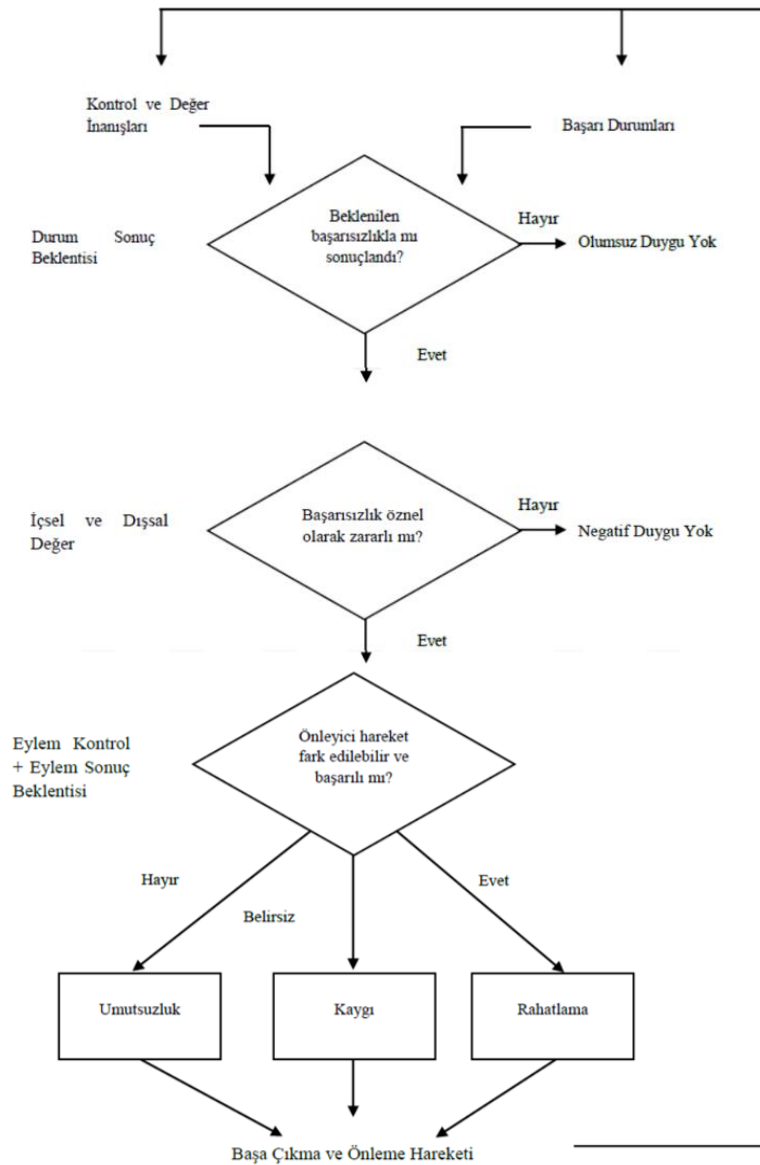 Kontrol ve Değer
İnanışları
Başarı Durumları
Beklenilen
başarısızlıkla mı
sonuçlandı?
Hayır
Durum Sonuç
Beklentisi
Olumsuz Duygu Yok
Evet
İçsel ve Dışsal
Değer
Başarısızlık öznel
olarak zararlı mı?
Hayır
Negatif Duygu Yok
Evet
Eylem Kontrol
+ Eylem Sonuç
Beklentisi
Önleyici hareket
fark edilebilir ve
başarılı mı?
Hayır
Belirsiz
Evet
Umutsuzluk
Kaygı
Rahatlama
Başa Çıkma ve Önleme Hareketi